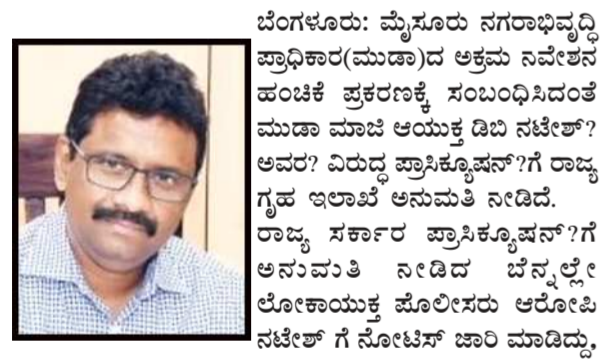 ಬೆಂಗಳೂರು: ಮೈಸೂರು ನಗರಾಭಿವೃದ್ಧಿ
ಪ್ರಾಧಿಕಾರ(ಮುಡಾ)ದ ಅಕ್ರಮ ನಿವೇಶನ
ಹಂಚಿಕೆ ಪ್ರಕರಣಕ್ಕೆ ಸಂಬಂಧಿಸಿದಂತೆ
ಮುಡಾ ಮಾಜಿ ಆಯುಕ್ತ ಡಿಬಿ ನಟೇಶ್?
ಅವರ? ವಿರುದ್ಧ ಪ್ರಾಸಿಕ್ಯೂಷನ್?ಗೆ ರಾಜ್ಯ
ಗೃಹ ಇಲಾಖೆ ಅನುಮತಿ ನೀಡಿದೆ.
ರಾಜ್ಯ ಸರ್ಕಾರ ಪ್ರಾಸಿಕ್ಯೂಷನ್?ಗೆ
ಅನುಮತಿ ನೀಡಿದ ಬೆನ್ನಲ್ಲೇ
ಲೋಕಾಯುಕ್ತ ಪೊಲೀಸರು ಆರೋಪಿ
ನಟೇಶ್ ಗೆ ನೋಟಿಸ್ ಜಾರಿ ಮಾಡಿದ್ದು,